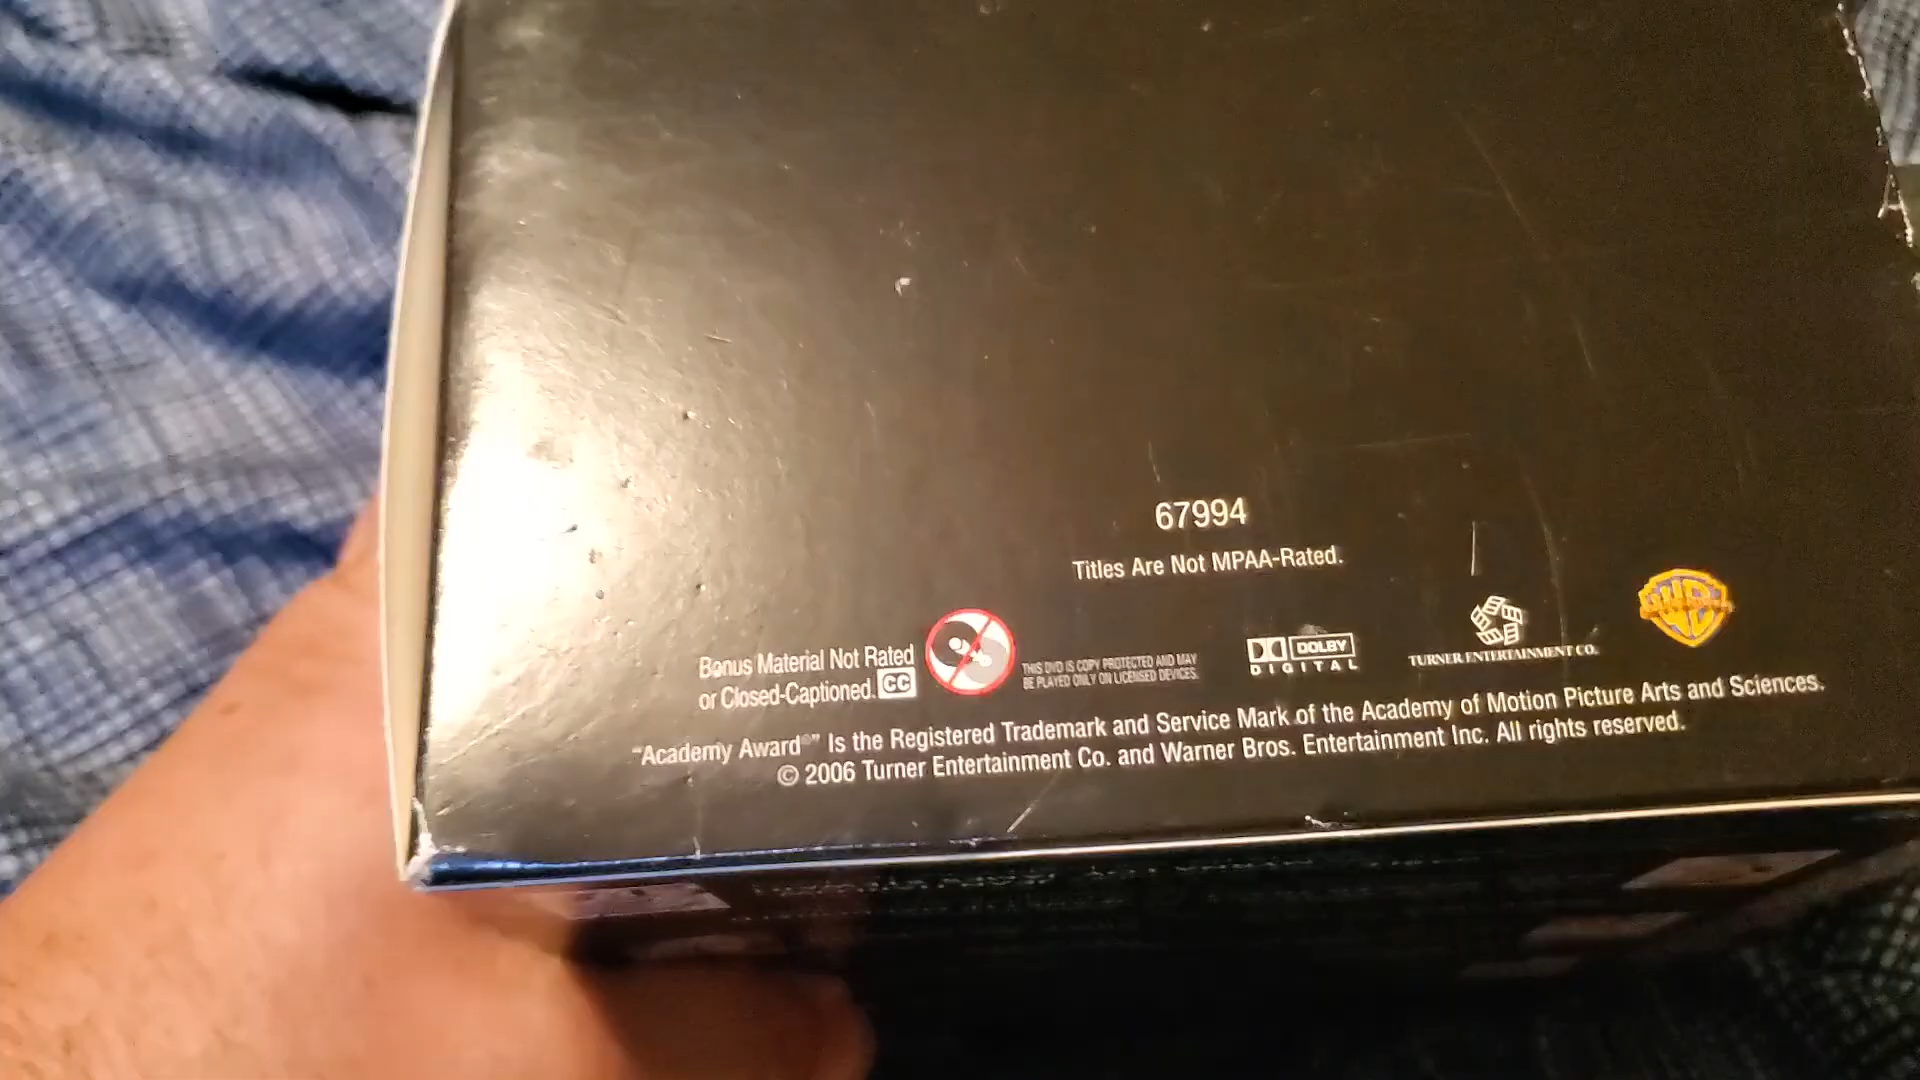 67994
Titles Are Not MPAA-Rated.
Bonus Material Not Rated
or Closed-Captioned. CC
THIS DVD IS COPY PROTECTED AND MAY
BE PLAYED ONLY ON LICENSED DEVICES.
DOLBY
DIGITAL
TURNER ENTERTAINMENT CO.
WB
"Academy Award®" Is the Registered Trademark and Service Mark of the Academy of Motion Picture Arts and Sciences.
© 2006 Turner Entertainment Co. and Warner Bros. Entertainment Inc. All rights reserved.